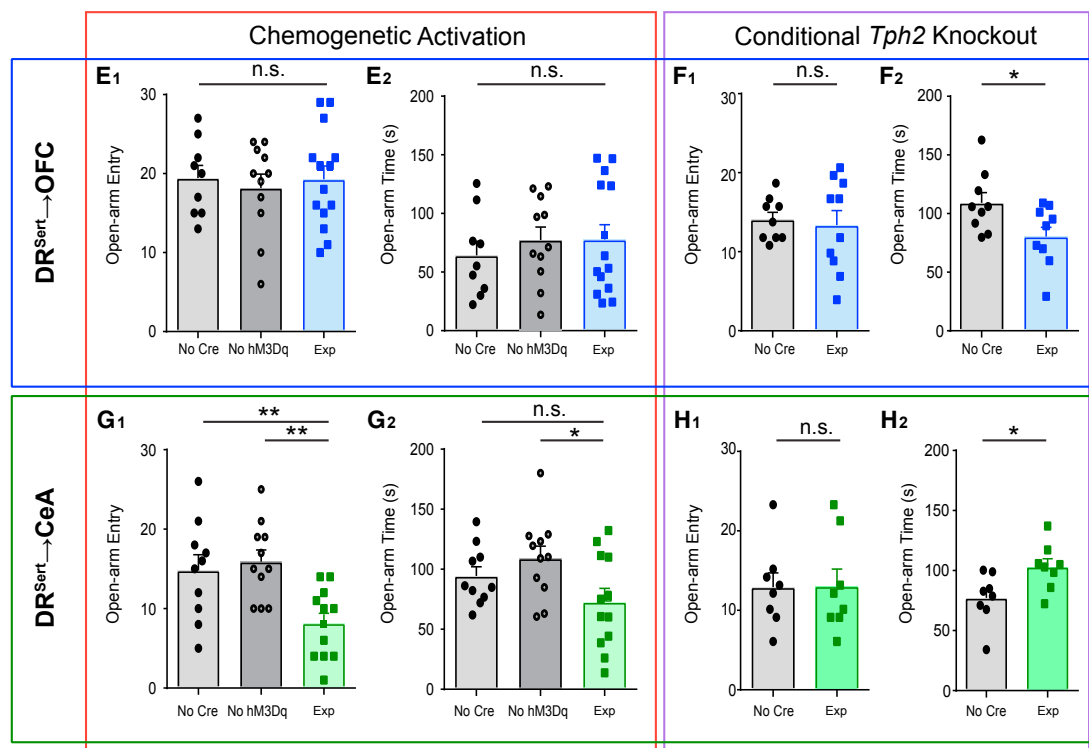 Chemogenetic Activation
Conditional Tph2 Knockout
DRSert→OFC
E1
n.s.
Open-arm Entry
30
20
10
0
No Cre No hM3Dq Exp
E2
n.s.
Open-arm Time (s)
200
150
100
50
0
No Cre No hM3Dq Exp
F1
n.s.
Open-arm Entry
30
20
10
0
No Cre Exp
F2
*
Open-arm Time (s)
200
150
100
50
0
No Cre Exp
DRSert→CeA
G1
**
**
Open-arm Entry
30
20
10
0
No Cre No hM3Dq Exp
G2
n.s.
*
Open-arm Time (s)
200
150
100
50
0
No Cre No hM3Dq Exp
H1
n.s.
Open-arm Entry
30
20
10
0
No Cre Exp
H2
*
Open-arm Time (s)
200
150
100
50
0
No Cre Exp